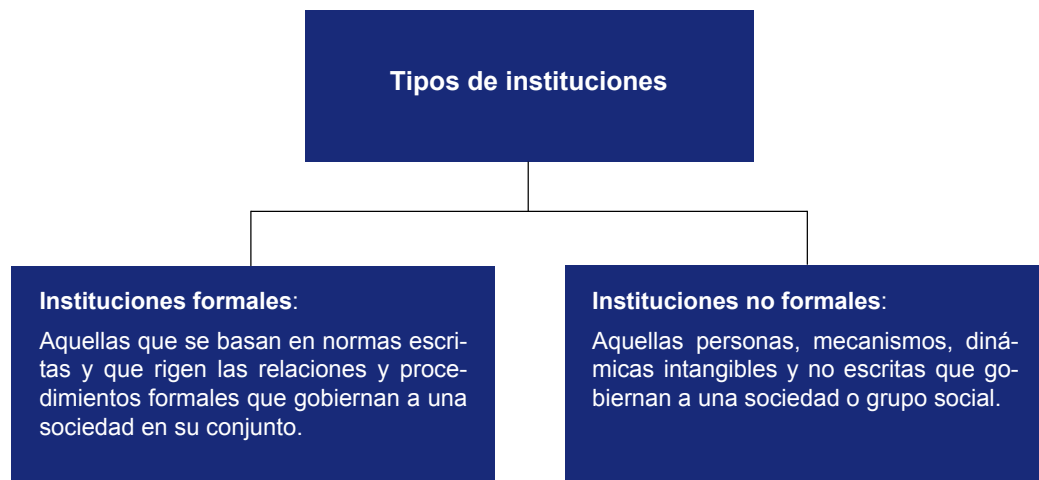 Tipos de instituciones
Instituciones formales:
Aquellas que se basan en normas escri-
tas y que rigen las relaciones y proce-
dimientos formales que gobiernan a una
sociedad en su conjunto.
Instituciones no formales:
Aquellas personas, mecanismos, diná-
micas intangibles y no escritas que go-
biernan a una sociedad o grupo social.